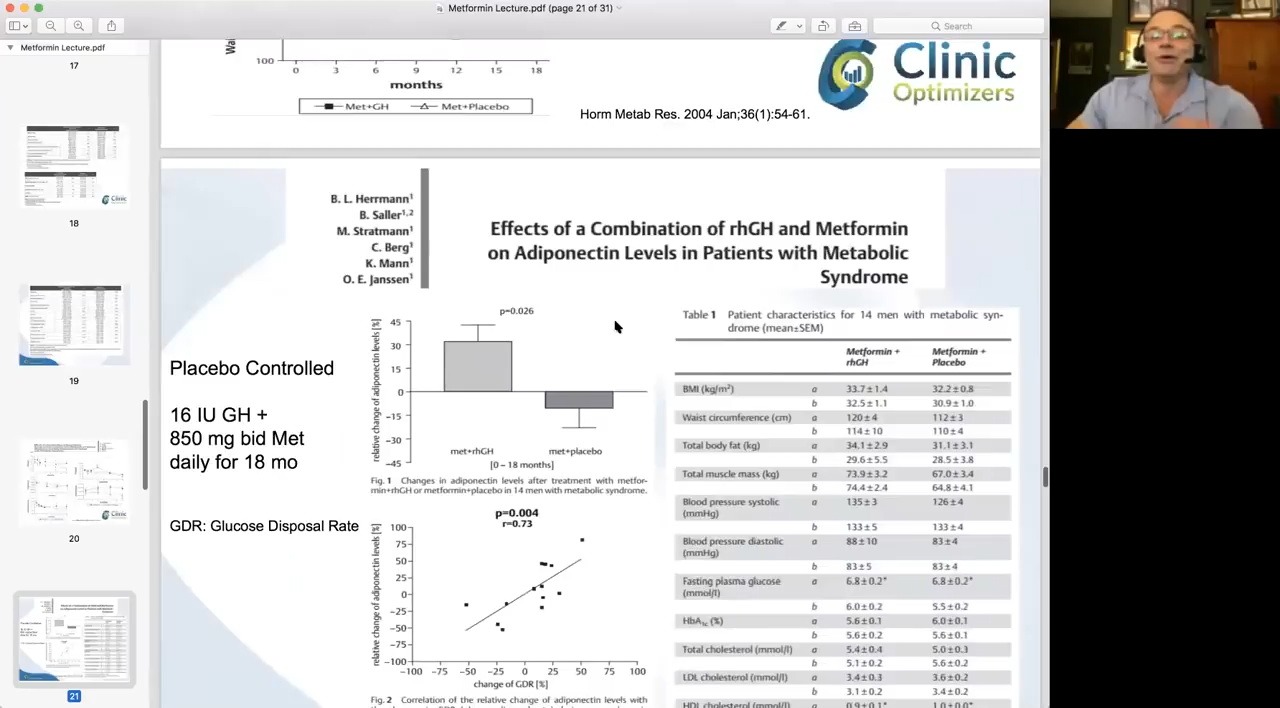 Metformin Lecture.pdf (page 21 of 31)
Search
Metformin Lecture.pdf
17
18
19
20
21
100
0 3 6 9 12 15 18
months
Met+GH Met+Placebo
Horm Metab Res. 2004 Jan;36(1):54-61.
Clinic
Optimizers
B. L. Herrmann¹
B. Saller¹,²
M. Stratmann¹
C. Berg¹
K. Mann¹
O. E. Janssen¹
Effects of a Combination of rhGH and Metformin
on Adiponectin Levels in Patients with Metabolic
Syndrome
Placebo Controlled
16 IU GH +
850 mg bid Met
daily for 18 mo
GDR: Glucose Disposal Rate
p=0.026
relative change of adiponectin levels [%]
45
30
15
0
-15
-30
-45
met+rhGH met+placebo
[0 – 18 months]
Fig. 1 Changes in adiponectin levels after treatment with metfor-
min+rhGH or metformin+placebo in 14 men with metabolic syndrome.
p=0.004
r=0.73
relative change of adiponectin levels [%]
100
75
50
25
0
-25
-50
-75
-100
-100 -75 -50 -25 0 25 50 75 100
change of GDR [%]
Fig. 2 Correlation of the relative change of adiponectin levels with
Table 1 Patient characteristics for 14 men with metabolic syn-
drome (mean±SEM)
Metformin + rhGH Metformin + Placebo
BMI (kg/m²) a 33.7±1.4 32.2±0.8
b 32.5±1.1 30.9±1.0
Waist circumference (cm) a 120±4 112±3
b 114±10 110±4
Total body fat (kg) a 34.1±2.9 31.1±3.1
b 29.6±5.5 28.5±3.8
Total muscle mass (kg) a 73.9±3.2 67.0±3.4
b 74.4±2.4 64.8±4.1
Blood pressure systolic (mmHg) a 135±3 126±4
b 133±5 133±4
Blood pressure diastolic (mmHg) a 88±10 83±4
b 83±5 83±4
Fasting plasma glucose (mmol/l) a 6.8±0.2* 6.8±0.2*
b 6.0±0.2 5.5±0.2
HbA1c (%) a 5.6±0.1 6.0±0.1
b 5.6±0.2 5.6±0.1
Total cholesterol (mmol/l) a 5.4±0.4 5.0±0.3
b 5.1±0.2 5.6±0.2
LDL cholesterol (mmol/l) a 3.4±0.3 3.6±0.2
b 3.1±0.2 3.4±0.2
HDL cholesterol (mmol/l) a 0.9±0.1* 1.0±0.0*